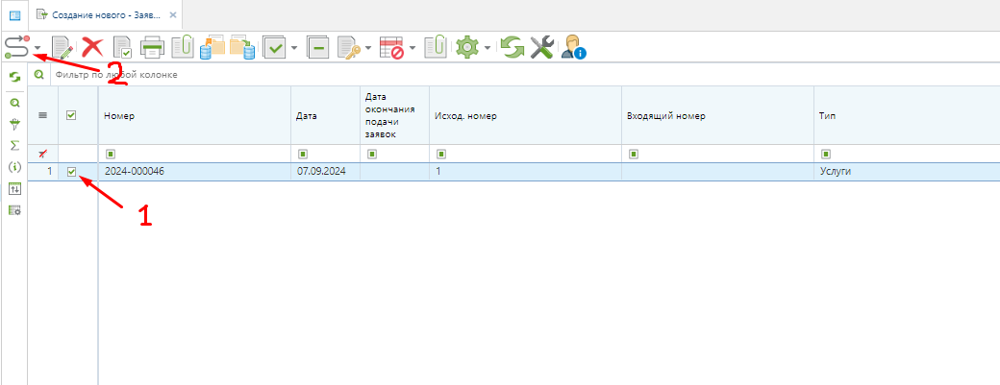 Создание нового - Заяв...
2
Фильтр по любой колонке
Номер
Дата
Дата
окончания
подачи
заявок
Исход. номер
Входящий номер
Тип
1 2024-000046 07.09.2024 1 Услуги
1